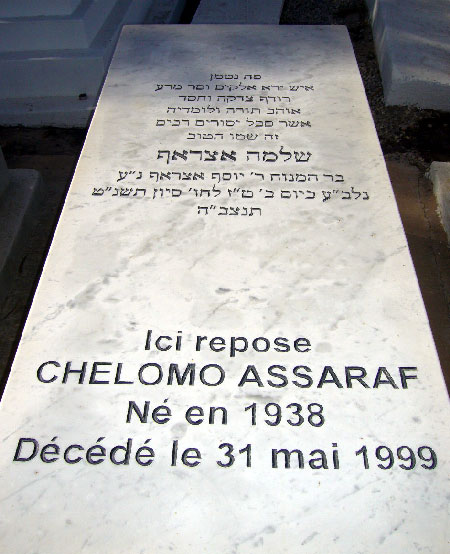 פה נטמן
איש ירא אלקים וסר מרע
רודף צדקה וחסד
אוהב תורה ולומדיה
אשר סבל יסורים רבים
זה שמו הטוב
שלמה אצראף
בר המנוח ר' יוסף אצראף נ"ע
נלב"ע ביום ב' ט"ז לחו' סיון תשנ"ט
תנצב"ה
Ici repose
CHELOMO ASSARAF
Né en 1938
Décédé le 31 mai 1999